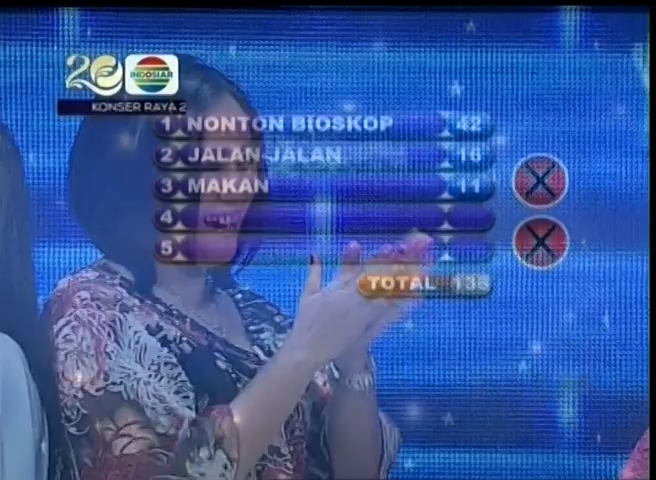 20 INDOSIAR
KONSER RAYA 2
1 NONTON BIOSKOP 42
2 JALAN-JALAN 16
3 MAKAN 11
4
5
TOTAL 138